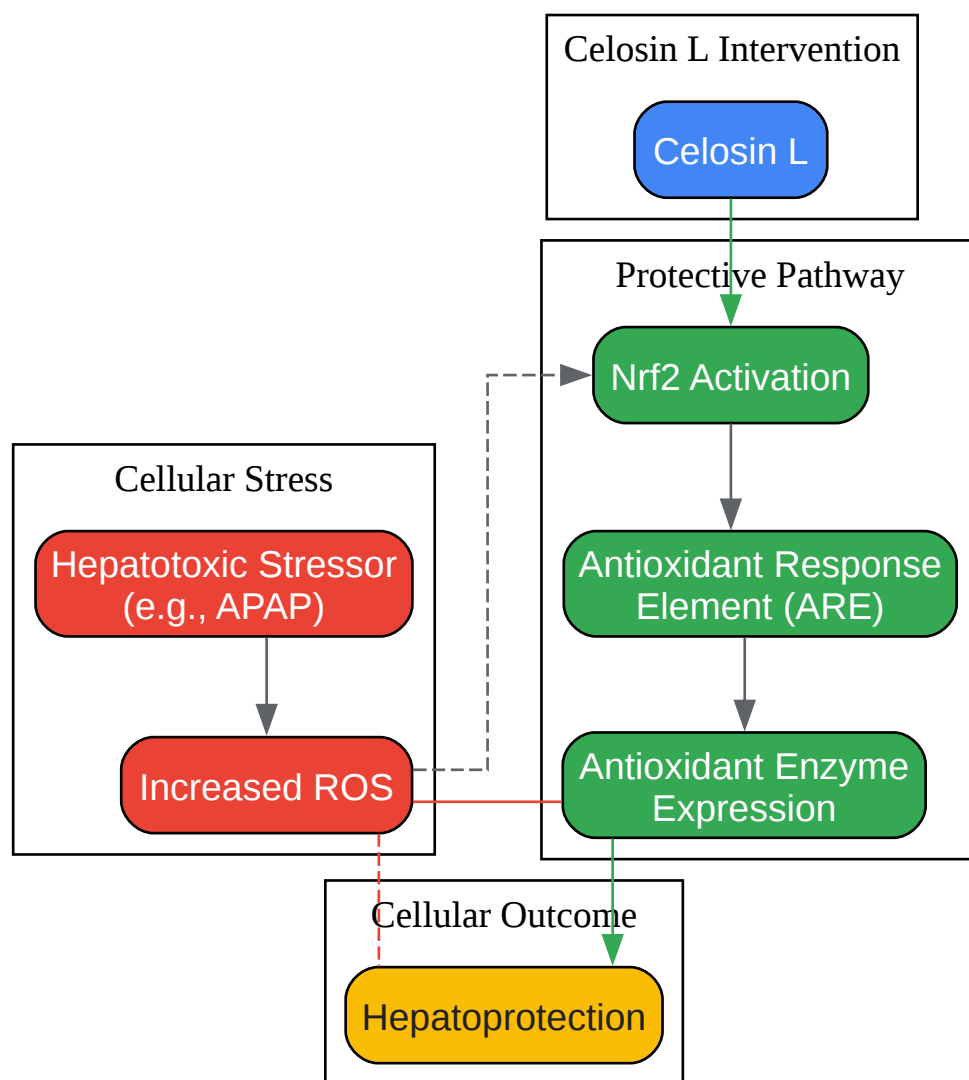 Celosin L Intervention
Celosin L
Protective Pathway
Nrf2 Activation
Cellular Stress
Hepatotoxic Stressor
(e.g., APAP)
Antioxidant Response
Element (ARE)
Increased ROS
Antioxidant Enzyme
Expression
Cellular Outcome
Hepatoprotection